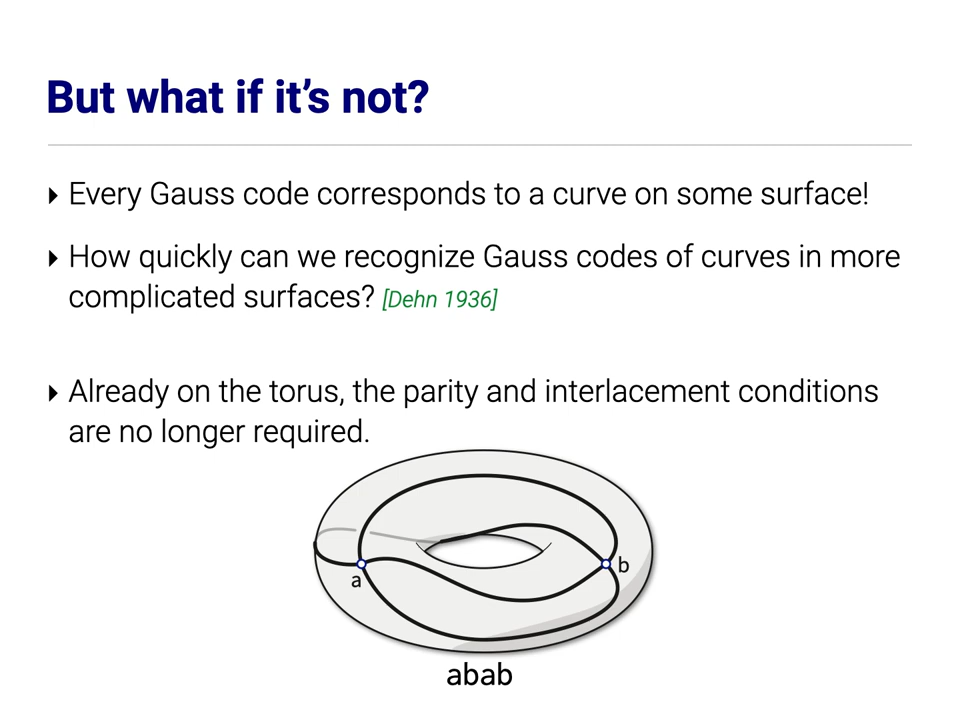 But what if it’s not?
Every Gauss code corresponds to a curve on some surface!
How quickly can we recognize Gauss codes of curves in more
complicated surfaces? [Dehn 1936]
Already on the torus, the parity and interlacement conditions
are no longer required.
a
b
abab